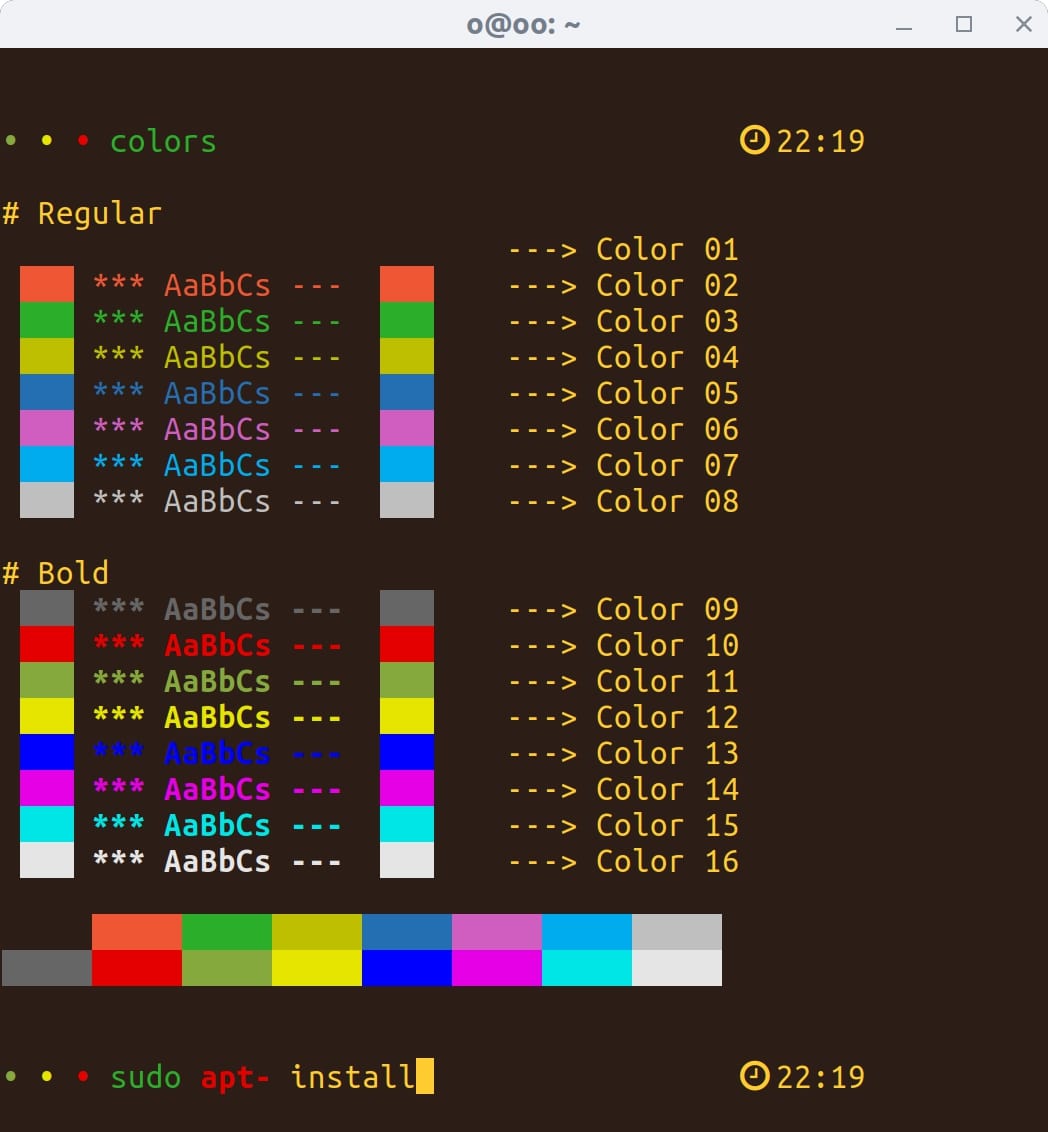 o@oo: ~
• • • colors 22:19
# Regular
---> Color 01
*** AaBbCs --- ---> Color 02
*** AaBbCs --- ---> Color 03
*** AaBbCs --- ---> Color 04
*** AaBbCs --- ---> Color 05
*** AaBbCs --- ---> Color 06
*** AaBbCs --- ---> Color 07
*** AaBbCs --- ---> Color 08
# Bold
*** AaBbCs --- ---> Color 09
*** AaBbCs --- ---> Color 10
*** AaBbCs --- ---> Color 11
*** AaBbCs --- ---> Color 12
*** AaBbCs --- ---> Color 13
*** AaBbCs --- ---> Color 14
*** AaBbCs --- ---> Color 15
*** AaBbCs --- ---> Color 16
• • • sudo apt- install 22:19